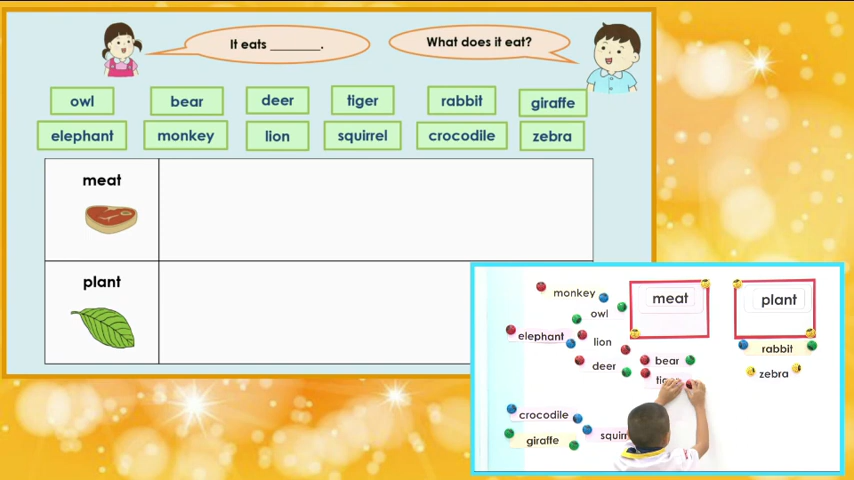 It eats _______.
What does it eat?
owl
bear
deer
tiger
rabbit
giraffe
elephant
monkey
lion
squirrel
crocodile
zebra
meat
plant
monkey
owl
elephant
lion
deer
crocodile
giraffe
meat
bear
plant
rabbit
zebra